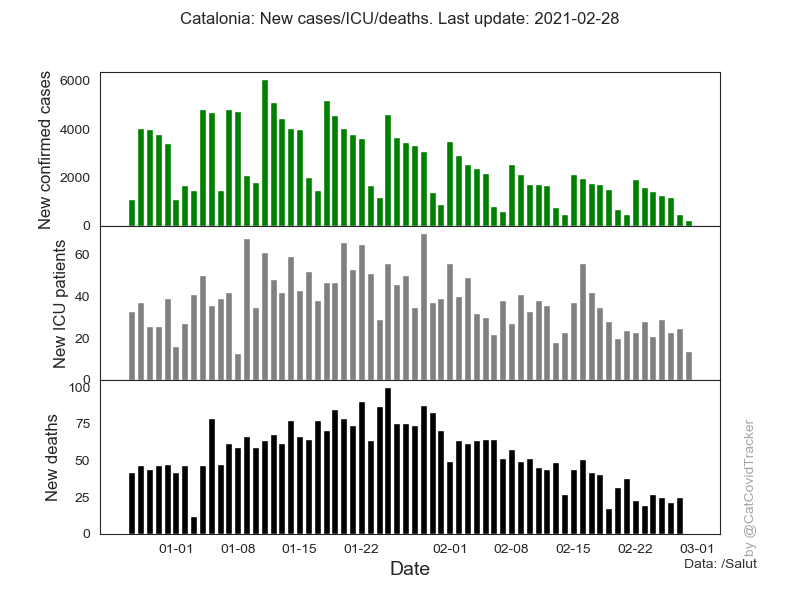 Catalonia: New cases/ICU/deaths. Last update: 2021-02-28
New confirmed cases
6000
4000
2000
0
New ICU patients
60
40
20
0
New deaths
100
75
50
25
0
01-01 01-08 01-15 01-22 02-01 02-08 02-15 02-22 03-01
Date
by @CatCovidTracker
Data: /Salut